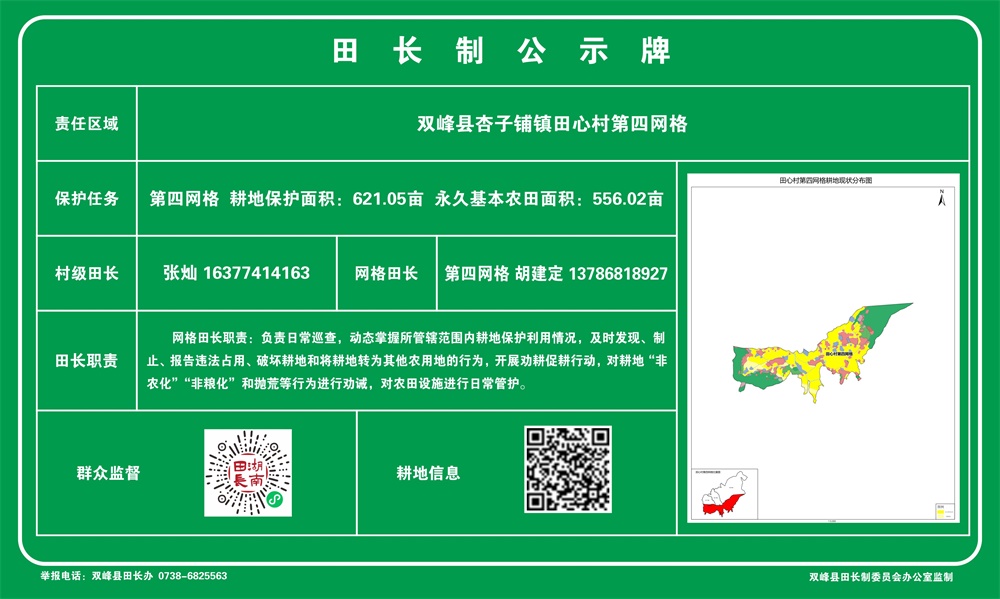 田长制公示牌
责任区域
双峰县杏子铺镇田心村第四网格
保护任务
第四网格 耕地保护面积：621.05亩 永久基本农田面积：556.02亩
村级田长
张灿 16377414163
网格田长
第四网格 胡建定 13786818927
田长职责
网格田长职责：负责日常巡查，动态掌握所管辖范围内耕地保护利用情况，及时发现、制
止、报告违法占用、破坏耕地和将耕地转为其他农用地的行为，开展劝耕促耕行动，对耕地“非
农化”“非粮化”和抛荒等行为进行劝诫，对农田设施进行日常管护。
田心村第四网格耕地现状分布图
N
田心村第四网格
群众监督
湖南
田長
耕地信息
举报电话：双峰县田长办 0738-6825563
双峰县田长制委员会办公室监制